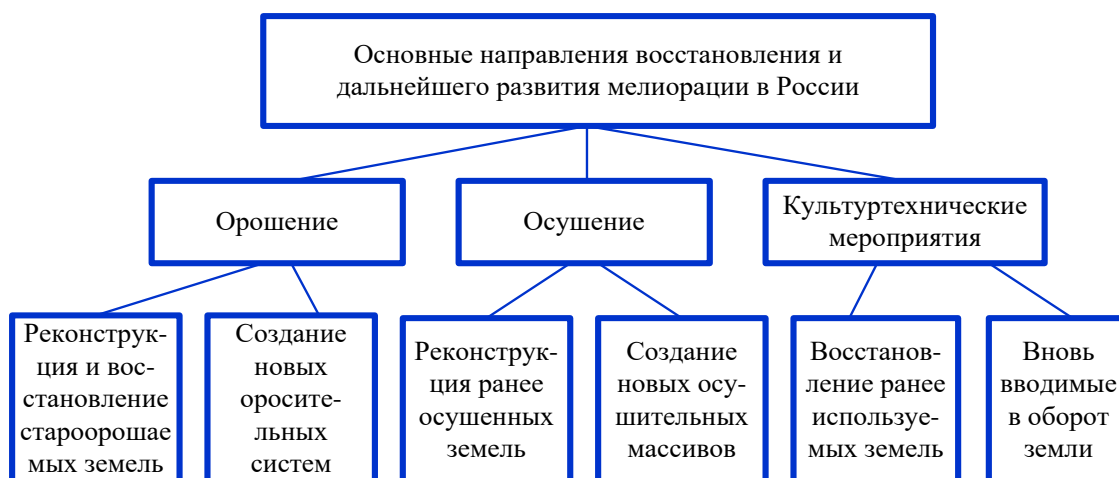 Основные направления восстановления и
дальнейшего развития мелиорации в России
Орошение
Осушение
Культуртехнические
мероприятия
Реконструк-
ция и вос-
становление
староорошае
мых земель
Создание
новых
ороси­те-
льных
систем
Реконструк-
ция ранее
осушенных
земель
Создание
новых осу-
шительных
массивов
Восстанов-
ление ранее
используе-
мых земель
Вновь
вводимые
в оборот
земли